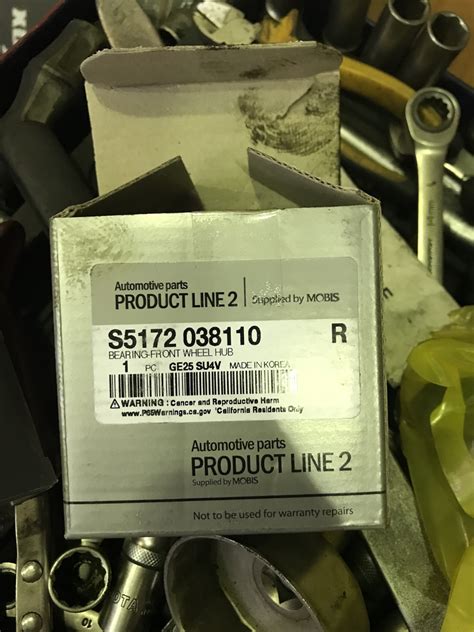 Automotive parts
PRODUCT LINE 2 | Supplied by MOBIS
S5172 038110 R
BEARING-FRONT WHEEL HUB
1 PC GE25 SU4V MADE IN KOREA
WARNING : Cancer and Reproductive Harm
www.P65Warnings.ca.gov *California Residents Only
Automotive parts
PRODUCT LINE 2
Supplied by MOBIS
Not to be used for warranty repairs
10